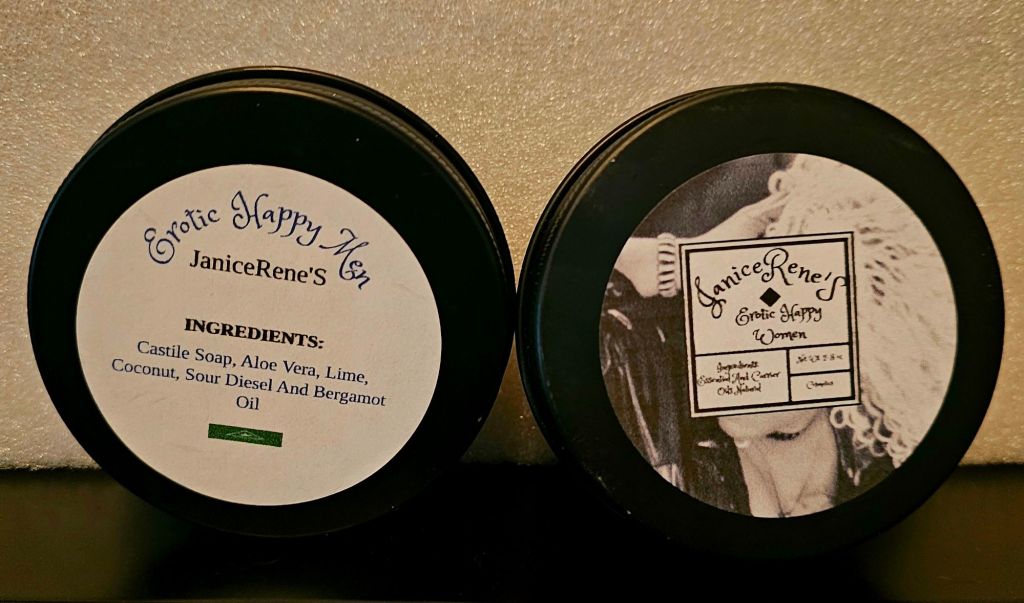 Erotic Happy Men
JaniceRene'S
INGREDIENTS:
Castile Soap, Aloe Vera, Lime,
Coconut, Sour Diesel And Bergamot
Oil
JaniceRene'S
Erotic Happy
Women
Ingredients:
Essential And Carrier
Oils Natural